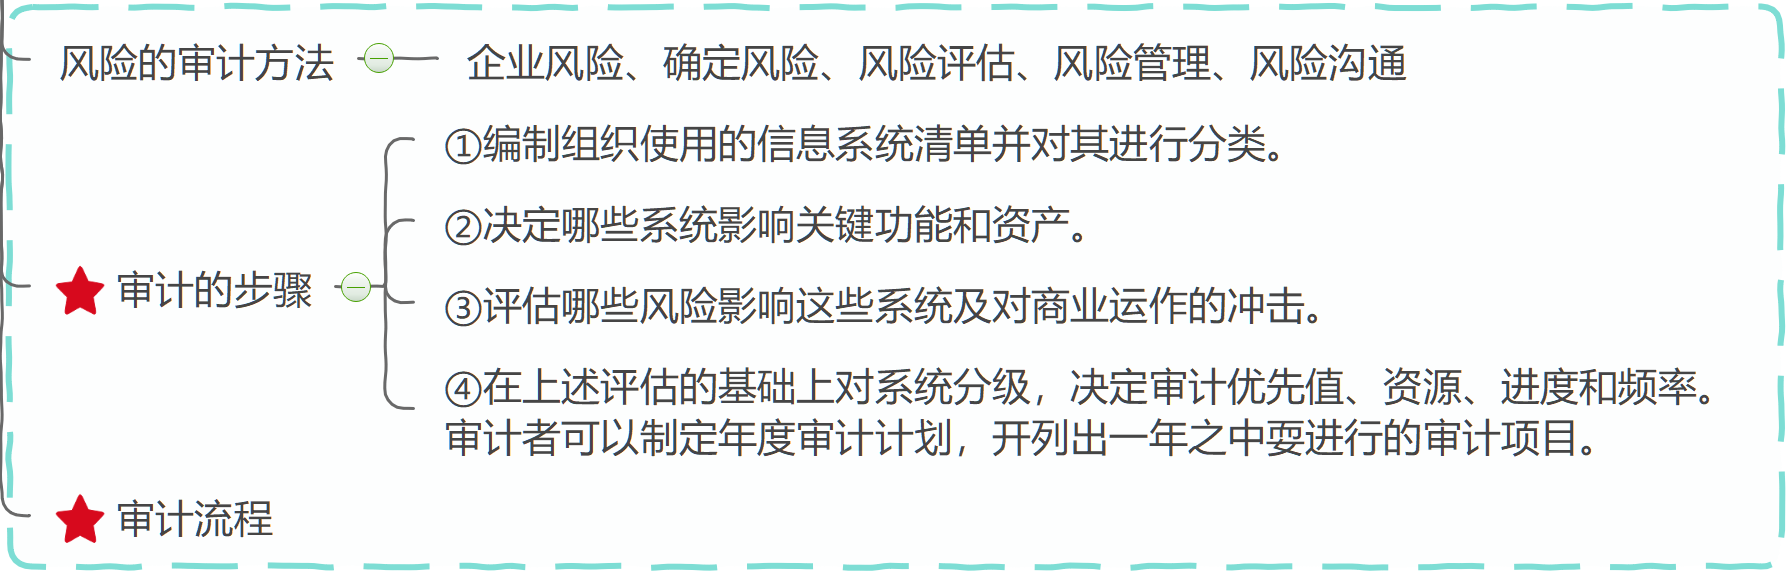 风险的审计方法
企业风险、确定风险、风险评估、风险管理、风险沟通
①编制组织使用的信息系统清单并对其进行分类。
②决定哪些系统影响关键功能和资产。
审计的步骤
③评估哪些风险影响这些系统及对商业运作的冲击。
④在上述评估的基础上对系统分级，决定审计优先值、资源、进度和频率。
审计者可以制定年度审计计划，开列出一年之中要进行的审计项目。
审计流程